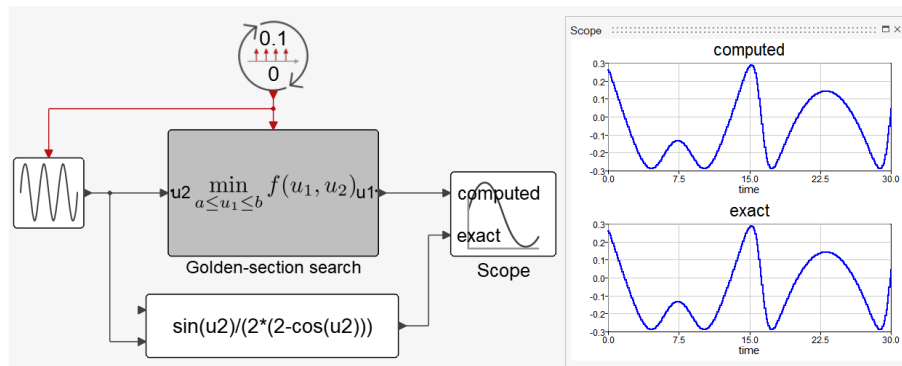 0.1
0
u2 min a≤u1≤b f(u1, u2) u1
Golden-section search
sin(u2)/(2*(2-cos(u2)))
computed
exact
Scope
Scope
computed
0.3
0.2
0.1
0.0
-0.1
-0.2
-0.3
0.0 7.5 15.0 22.5 30.0
time
exact
0.3
0.2
0.1
0.0
-0.1
-0.2
-0.3
0.0 7.5 15.0 22.5 30.0
time